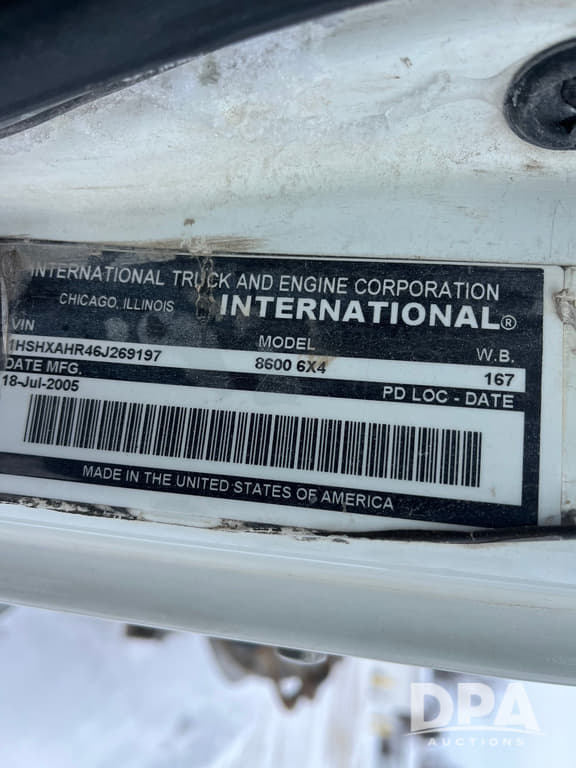 INTERNATIONAL TRUCK AND ENGINE CORPORATION
CHICAGO, ILLINOIS INTERNATIONAL®
VIN MODEL W.B.
1HSHXAHR46J269197 8600 6X4 167
DATE MFG. PD LOC - DATE
18-Jul-2005
MADE IN THE UNITED STATES OF AMERICA
DPA
AUCTIONS